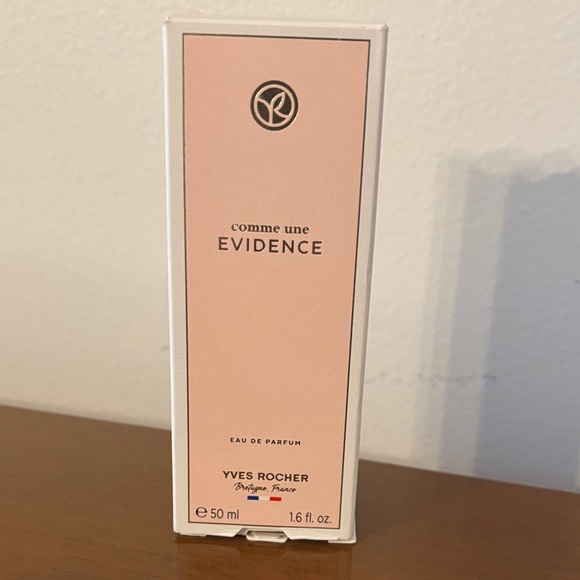 comme une
EVIDENCE
EAU DE PARFUM
YVES ROCHER
Bretagne, France
℮ 50 ml 1.6 fl. oz.